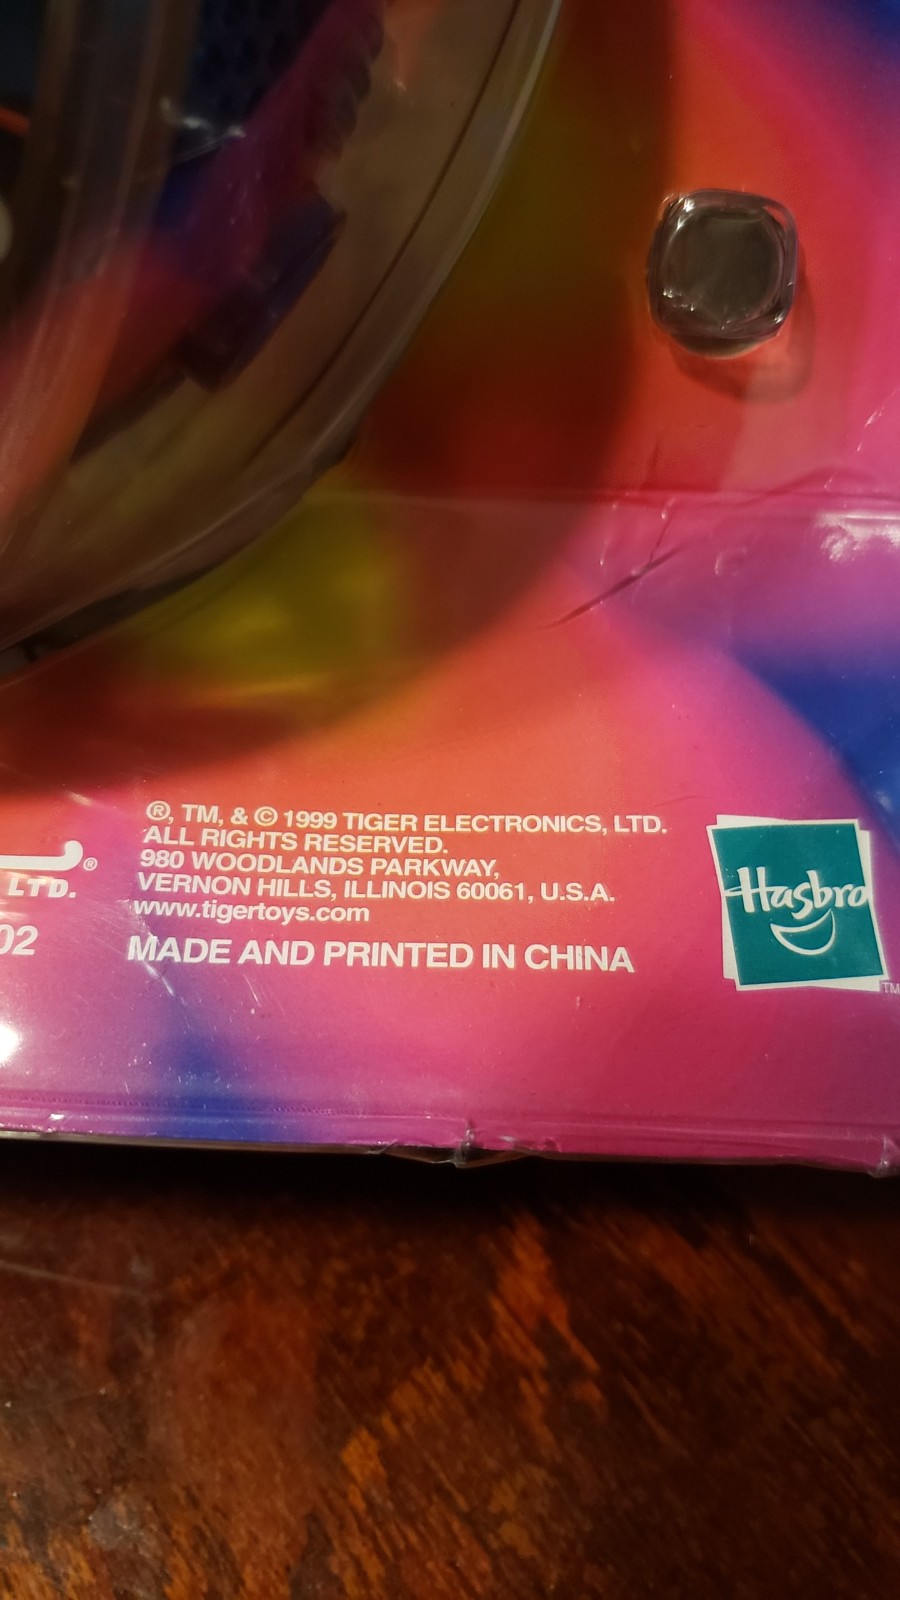 ®, TM, & © 1999 TIGER ELECTRONICS, LTD.
ALL RIGHTS RESERVED.
980 WOODLANDS PARKWAY,
VERNON HILLS, ILLINOIS 60061, U.S.A.
www.tigertoys.com
MADE AND PRINTED IN CHINA
®
LTD.
02
Hasbro
TM